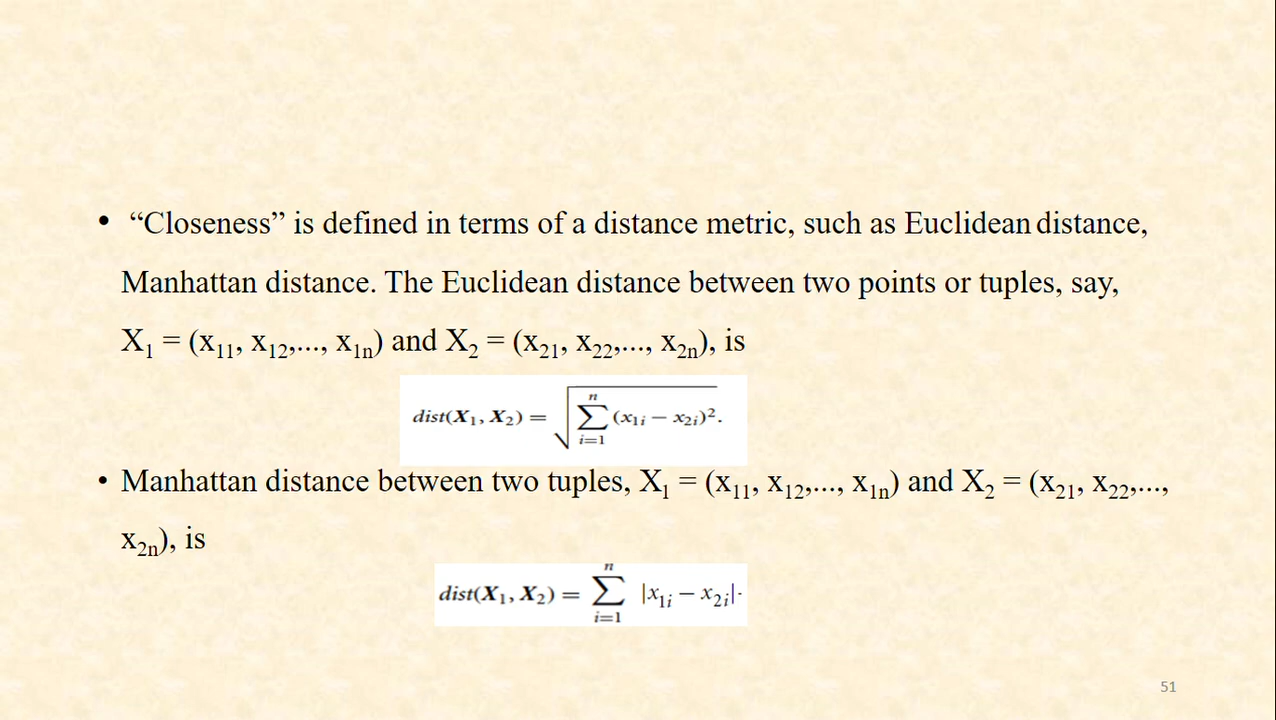 • “Closeness” is defined in terms of a distance metric, such as Euclidean distance,
Manhattan distance. The Euclidean distance between two points or tuples, say,
X₁ = (x₁₁, x₁₂,..., x₁ₙ) and X₂ = (x₂₁, x₂₂,..., x₂ₙ), is
dist(X₁, X₂) = √∑ⁿᵢ₌₁ (x₁ᵢ − x₂ᵢ)².
• Manhattan distance between two tuples, X₁ = (x₁₁, x₁₂,..., x₁ₙ) and X₂ = (x₂₁, x₂₂,...,
x₂ₙ), is
dist(X₁, X₂) = ∑ⁿᵢ₌₁ |x₁ᵢ − x₂ᵢ|.
51